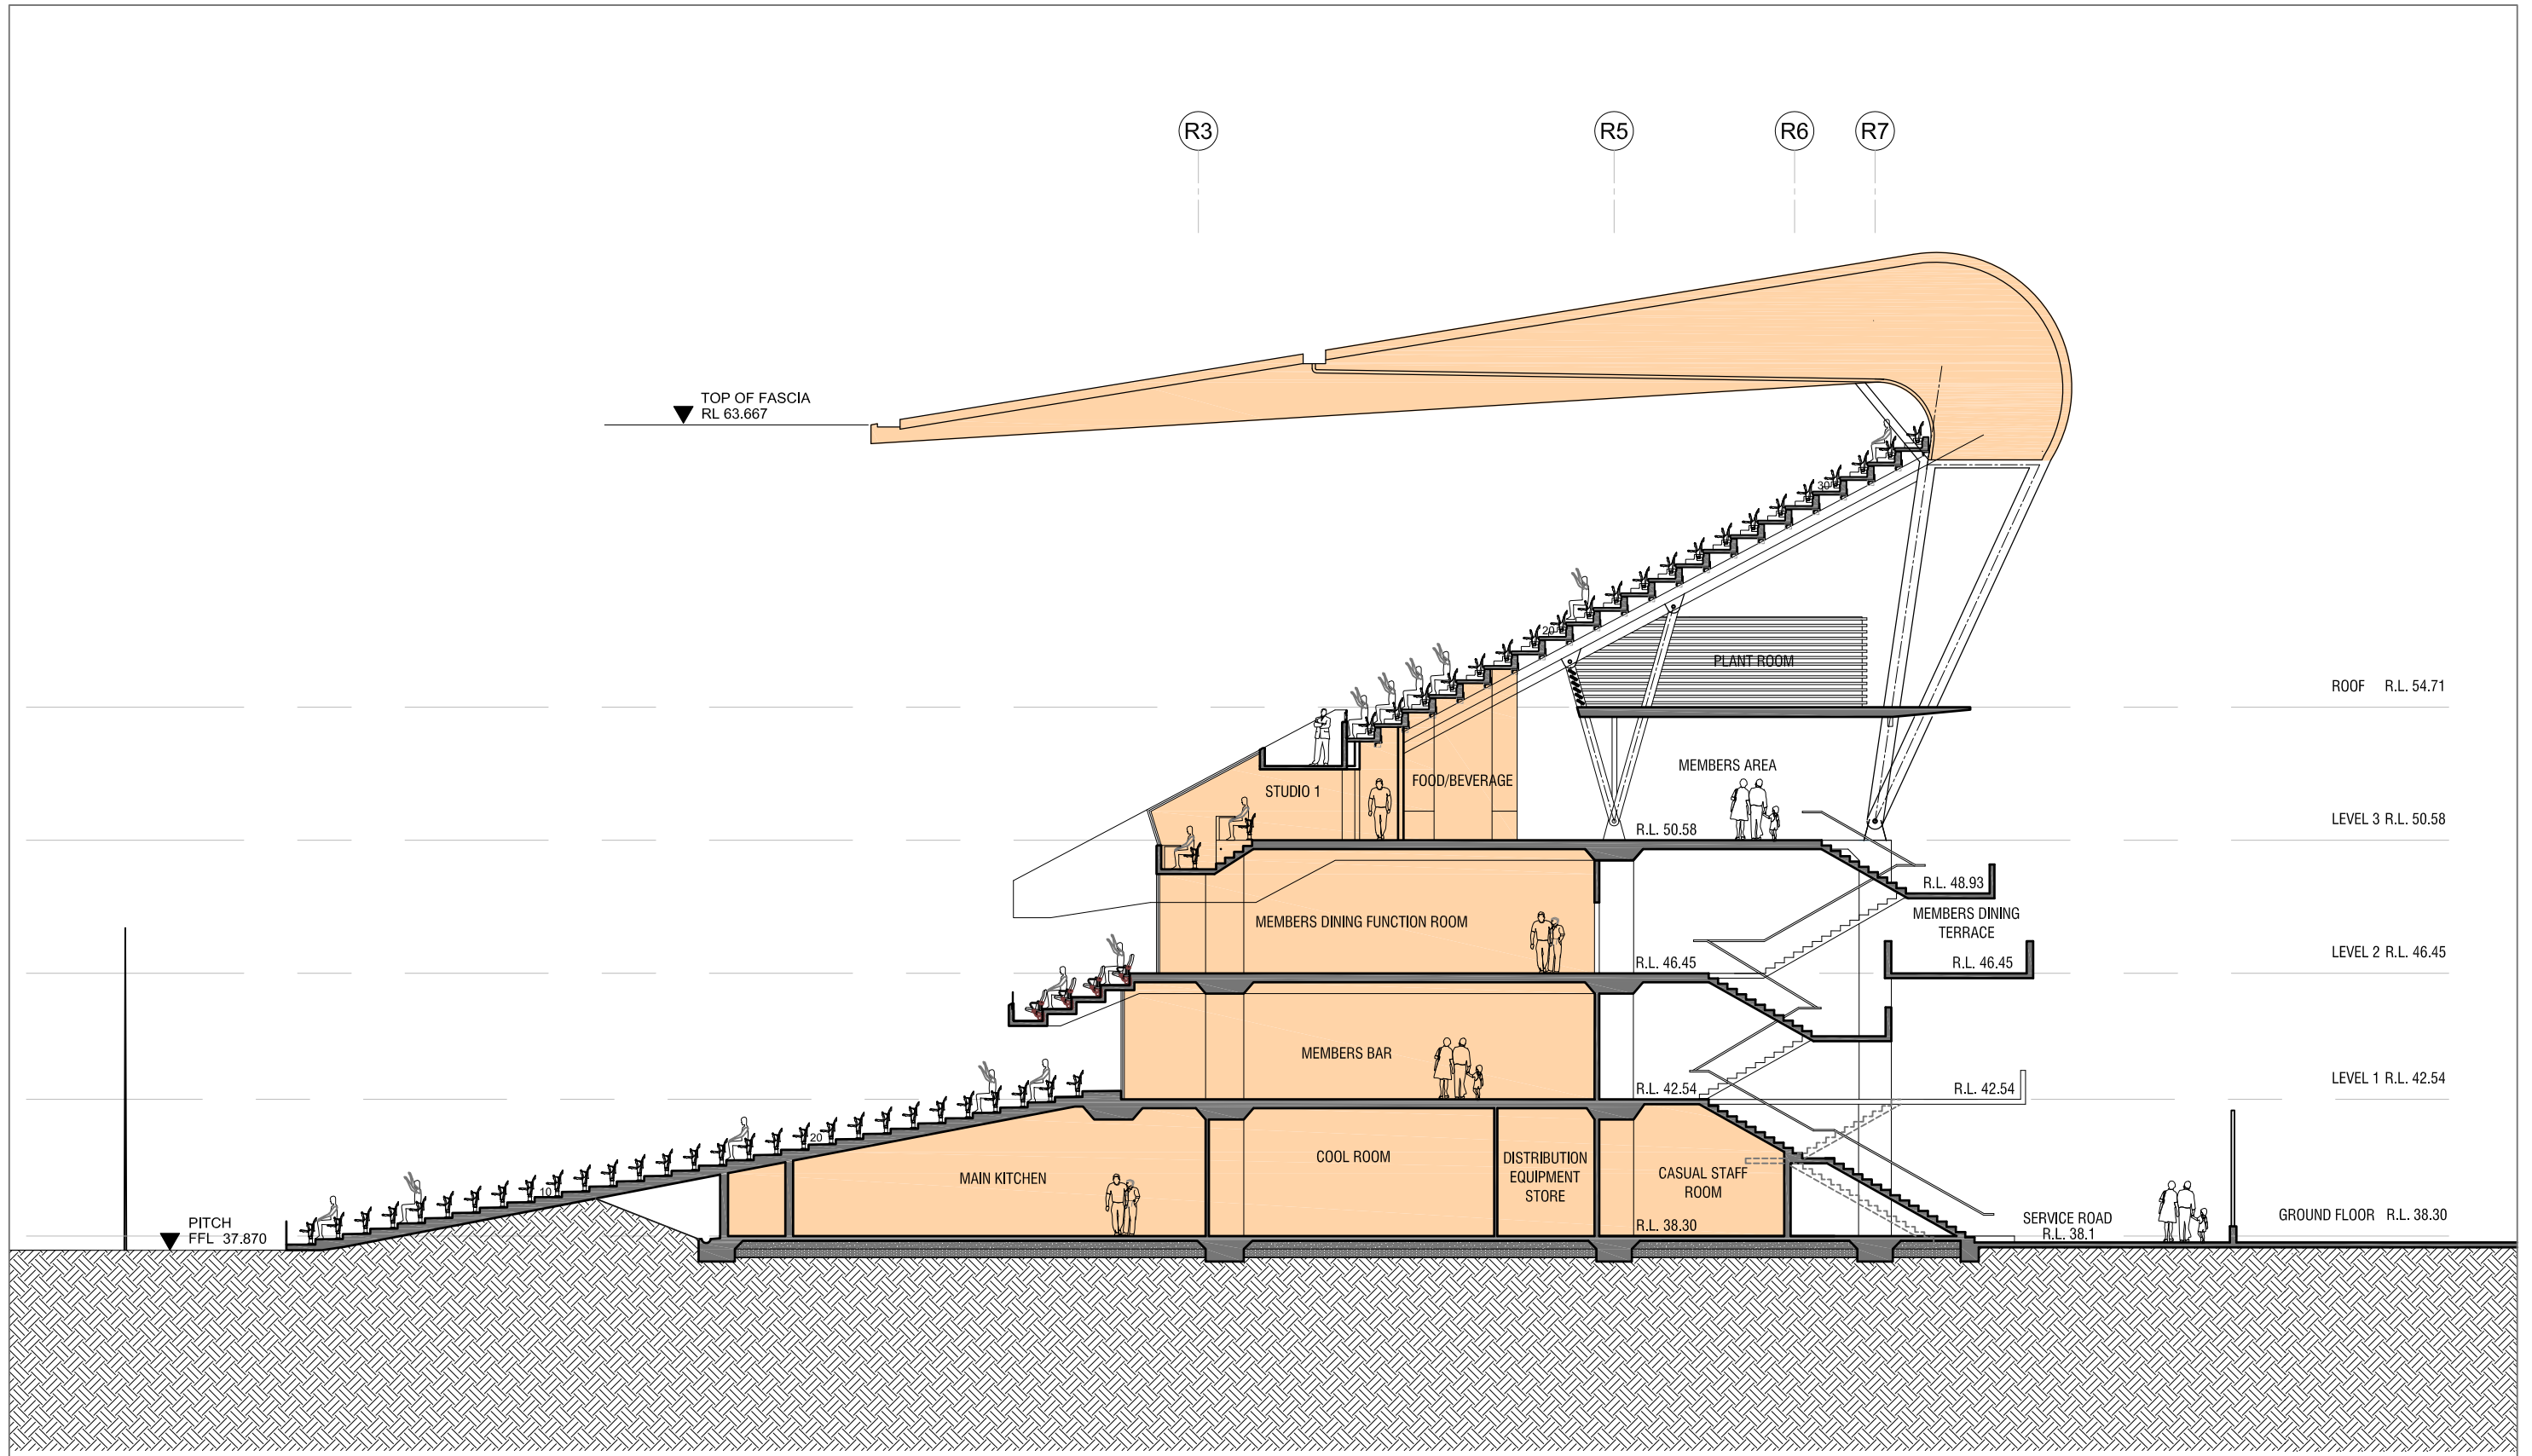 R3
R5
R6
R7
TOP OF FASCIA
RL 63.667
30
20
PLANT ROOM
ROOF R.L. 54.71
MEMBERS AREA
FOOD/BEVERAGE
STUDIO 1
R.L. 50.58
LEVEL 3 R.L. 50.58
R.L. 48.93
MEMBERS DINING FUNCTION ROOM
MEMBERS DINING
TERRACE
R.L. 46.45
R.L. 46.45
LEVEL 2 R.L. 46.45
MEMBERS BAR
R.L. 42.54
R.L. 42.54
LEVEL 1 R.L. 42.54
20
10
MAIN KITCHEN
COOL ROOM
DISTRIBUTION
EQUIPMENT
STORE
CASUAL STAFF
ROOM
R.L. 38.30
PITCH
FFL 37.870
SERVICE ROAD
R.L. 38.1
GROUND FLOOR R.L. 38.30